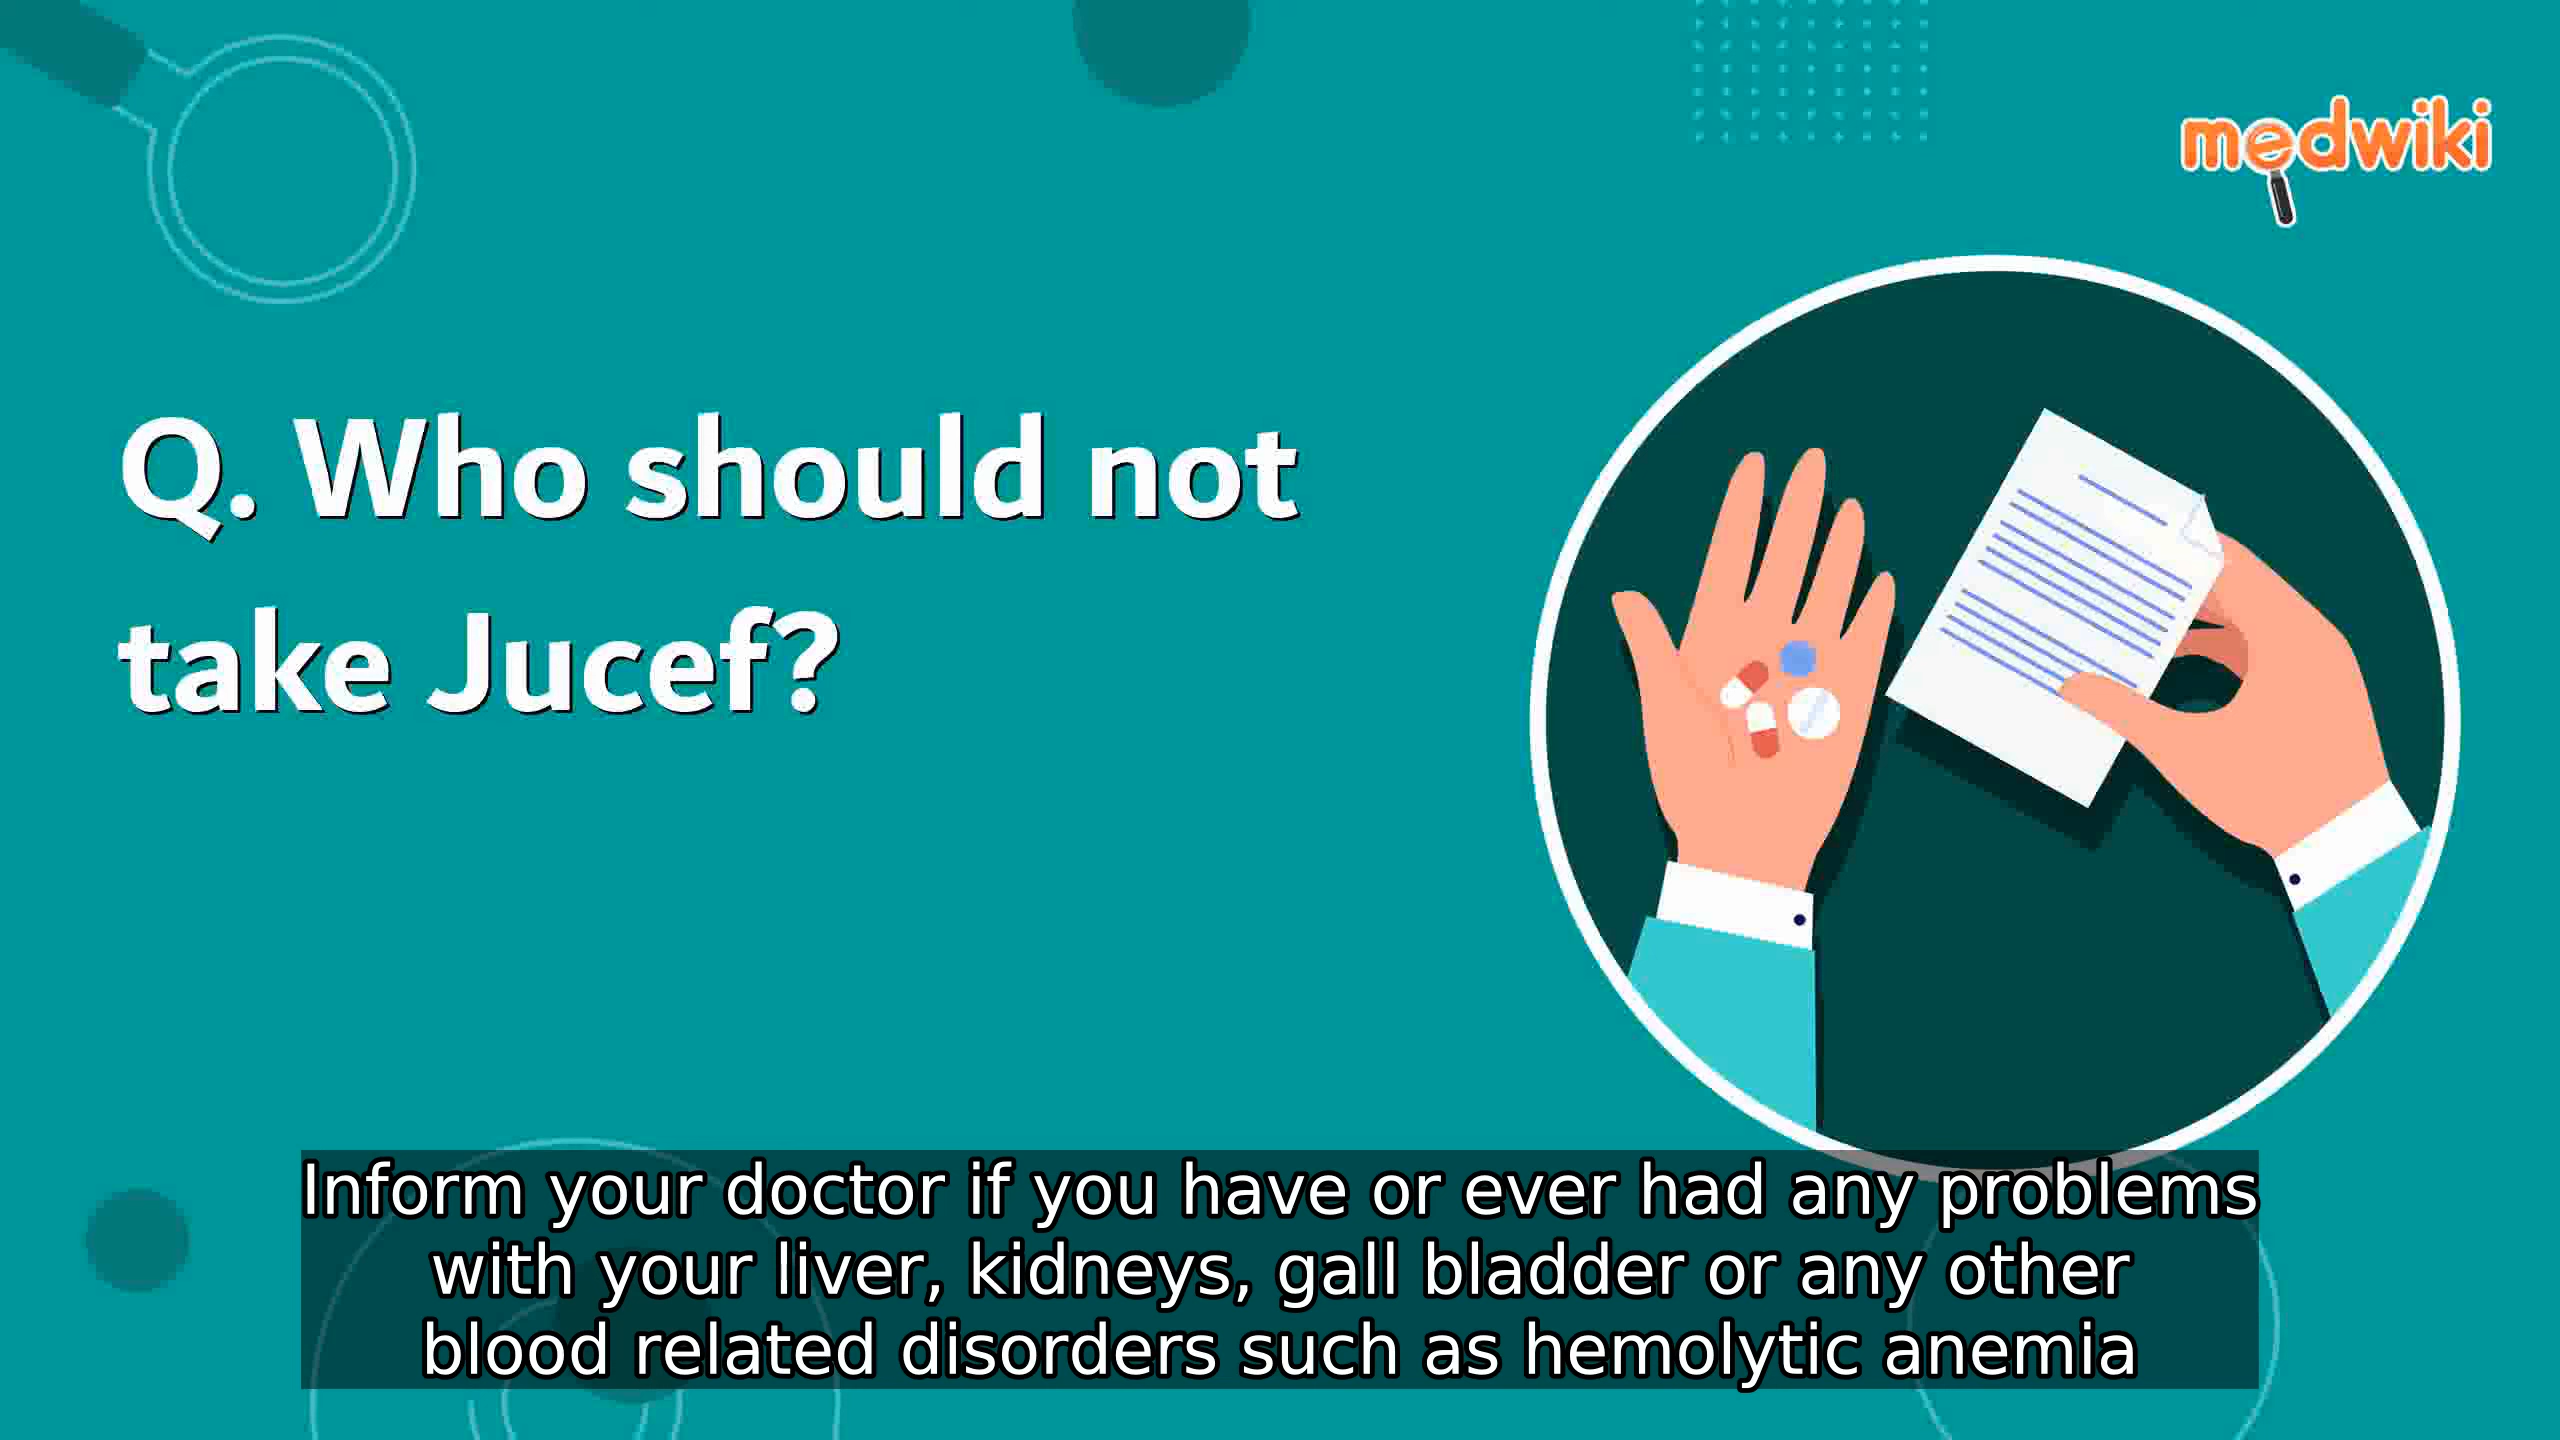 medwiki
Q. Who should not
take Jucef?
Inform your doctor if you have or ever had any problems
with your liver, kidneys, gall bladder or any other
blood related disorders such as hemolytic anemia